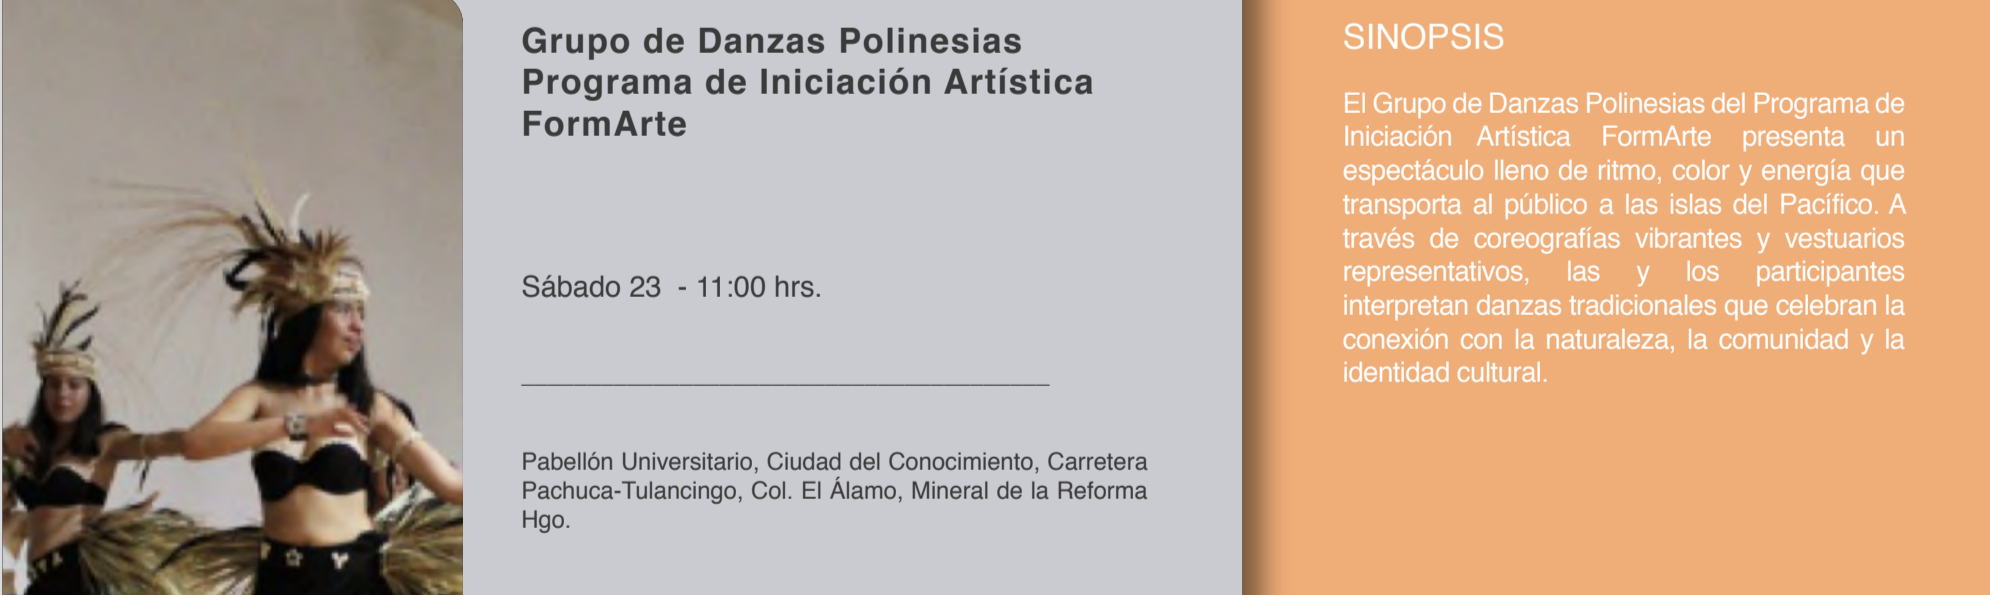 Grupo de Danzas Polinesias
Programa de Iniciación Artística
FormArte
Sábado 23  - 11:00 hrs.
Pabellón Universitario, Ciudad del Conocimiento, Carretera
Pachuca-Tulancingo, Col. El Álamo, Mineral de la Reforma
Hgo.
SINOPSIS
El Grupo de Danzas Polinesias del Programa de
Iniciación Artística FormArte presenta un
espectáculo lleno de ritmo, color y energía que
transporta al público a las islas del Pacífico. A
través de coreografías vibrantes y vestuarios
representativos, las y los participantes
interpretan danzas tradicionales que celebran la
conexión con la naturaleza, la comunidad y la
identidad cultural.